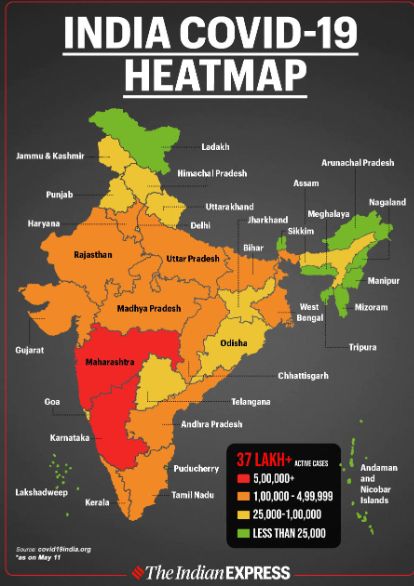 INDIA COVID-19
HEATMAP
Ladakh
Jammu & Kashmir
Himachal Pradesh
Arunachal Pradesh
Punjab
Assam
Uttarakhand
Meghalaya
Nagaland
Haryana
Delhi
Jharkhand
Sikkim
Bihar
Rajasthan
Uttar Pradesh
Manipur
Madhya Pradesh
West
Bengal
Mizoram
Gujarat
Maharashtra
Odisha
Tripura
Chhattisgarh
Goa
Telangana
Karnataka
Andhra Pradesh
37 LAKH+ ACTIVE CASES
5,00,000+
1,00,000 - 4,99,999
25,000-1,00,000
LESS THAN 25,000
Puducherry
Andaman
and
Nicobar
Islands
Lakshadweep
Kerala
Tamil Nadu
Source: covid19india.org
*as on May 11
The Indian EXPRESS